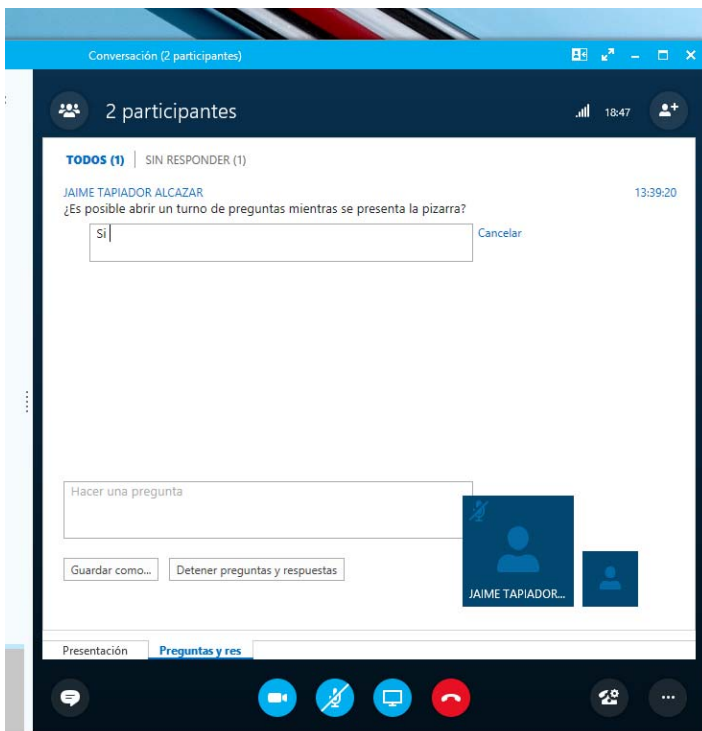 Conversación (2 participantes)
2 participantes
18:47
TODOS (1) SIN RESPONDER (1)
JAIME TAPIADOR ALCAZAR 13:39:20
¿Es posible abrir un turno de preguntas mientras se presenta la pizarra?
Si
Cancelar
Hacer una pregunta
Guardar como... Detener preguntas y respuestas
JAIME TAPIADOR...
Presentación Preguntas y res